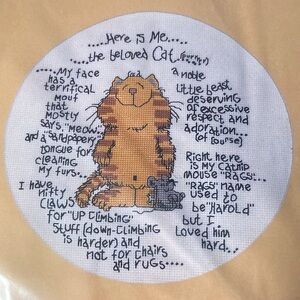 ....Here is Me....
....the beloved Cat..
.....My face
has a
terrifical
mouf
that
mostly
says, "meow"
and a "sandpapery"
tongue for
cleaning
my furs...
I have
nifty
claws
for "UP climbing"
Stuff (down-climbing
is harder) and
not for chairs
and rugs....
a noble
little beast
deserving
of excessive
respect and
adoration...
(of course)
Right here
is my catnip
mouse "RAGS"...
"RAGS" name
used to
be "Harold"
but I
loved him
hard..